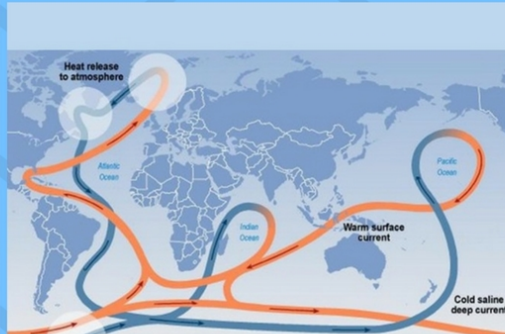 Heat release
to atmosphere
Atlantic
Ocean
Pacific
Ocean
Indian
Ocean
Warm surface
current
Cold saline
deep current